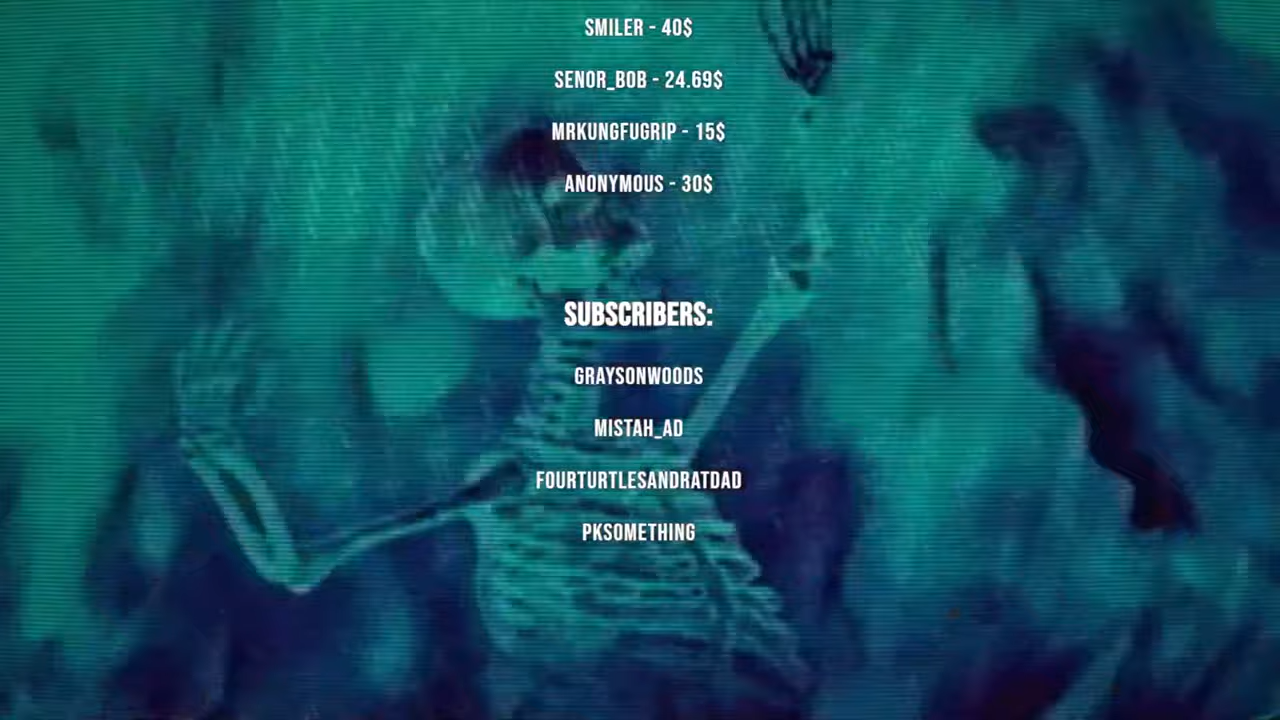 SMILER - 40$
SENOR_BOB - 24.69$
MRKUNGFUGRIP - 15$
ANONYMOUS - 30$
SUBSCRIBERS:
GRAYSONWOODS
MISTAH_AD
FOURTURTLESANDRATDAD
PKSOMETHING